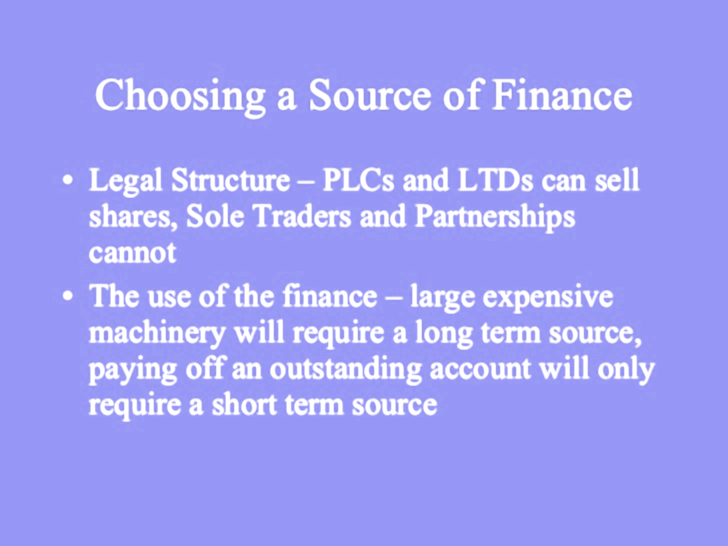 Choosing a Source of Finance
• Legal Structure – PLCs and LTDs can sell
shares, Sole Traders and Partnerships
cannot
• The use of the finance – large expensive
machinery will require a long term source,
paying off an outstanding account will only
require a short term source